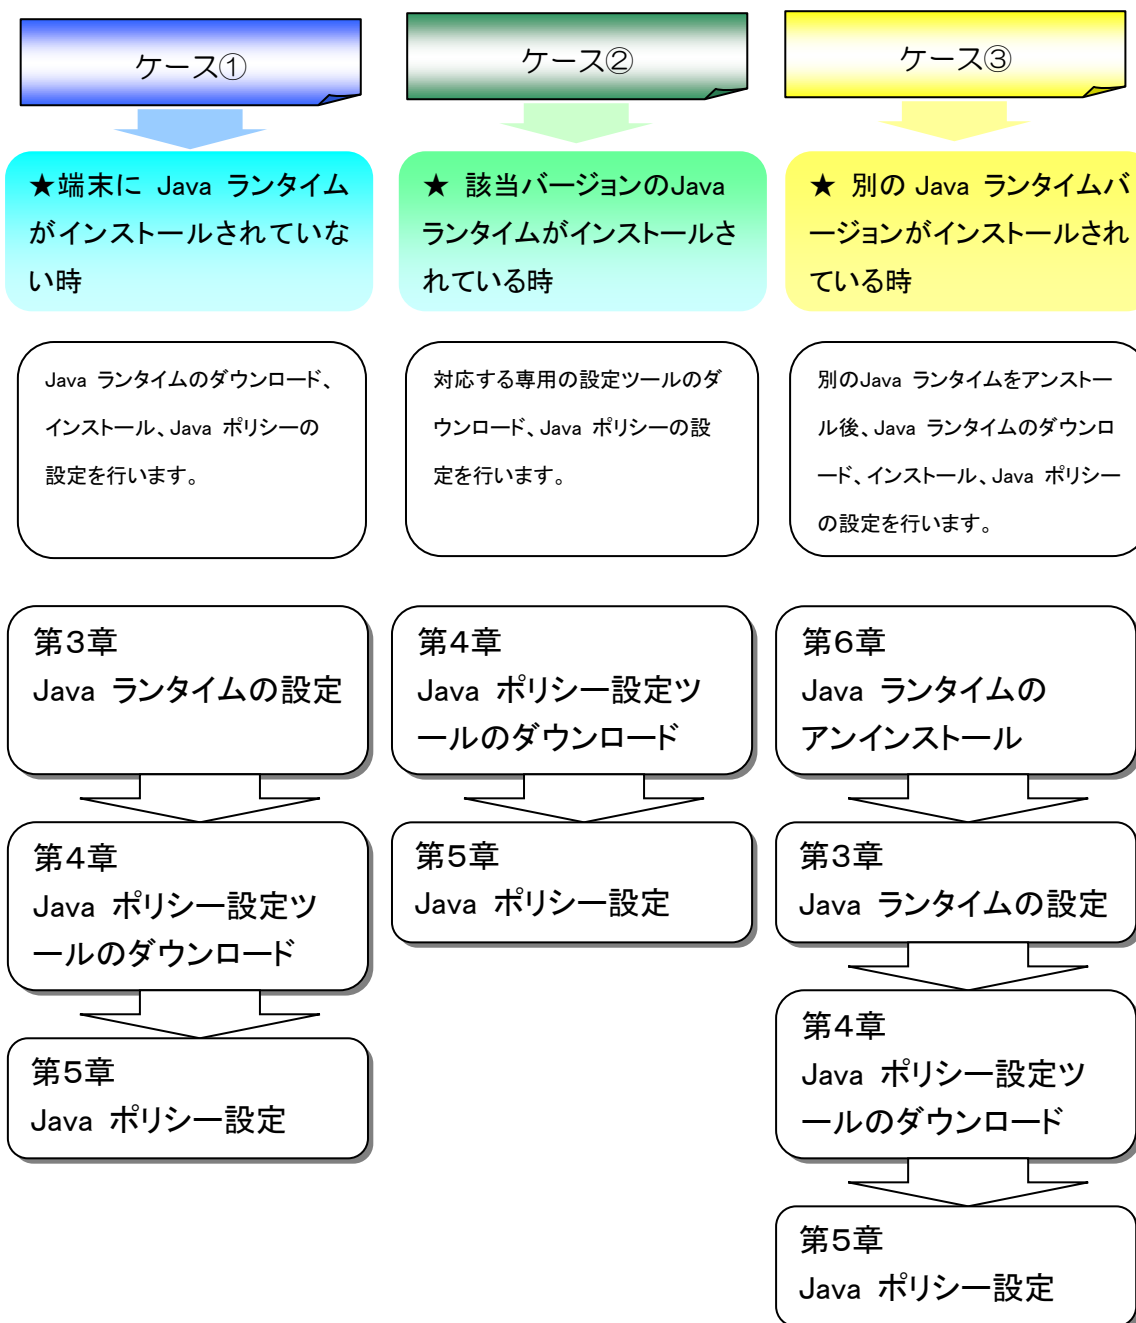 ケース①
★端末に Java ランタイム
がインストールされていな
い時
Java ランタイムのダウンロード、
インストール、Java ポリシーの
設定を行います。
第3章
Java ランタイムの設定
第4章
Java ポリシー設定ツ
ールのダウンロード
第5章
Java ポリシー設定
ケース②
★ 該当バージョンのJava
ランタイムがインストールさ
れている時
対応する専用の設定ツールのダ
ウンロード、Java ポリシーの設
定を行います。
第4章
Java ポリシー設定ツ
ールのダウンロード
第5章
Java ポリシー設定
ケース③
★ 別の Java ランタイムバ
ージョンがインストールされ
ている時
別のJava ランタイムをアンストー
ル後、Java ランタイムのダウンロ
ード、インストール、Java ポリシー
の設定を行います。
第6章
Java ランタイムの
アンインストール
第3章
Java ランタイムの設定
第4章
Java ポリシー設定ツ
ールのダウンロード
第5章
Java ポリシー設定